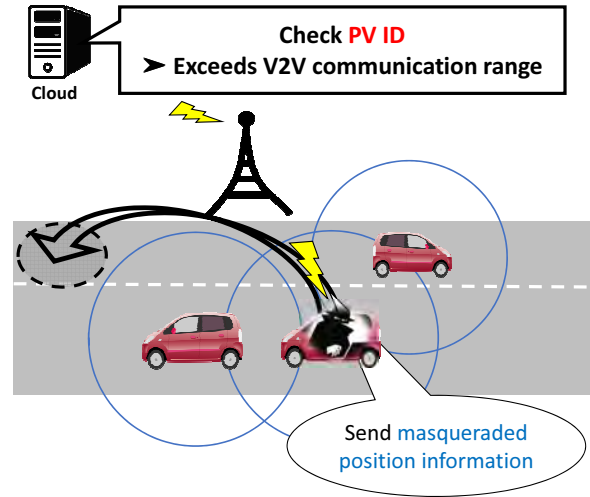 Check PV ID
➤ Exceeds V2V communication range
Cloud
Send masqueraded
position information